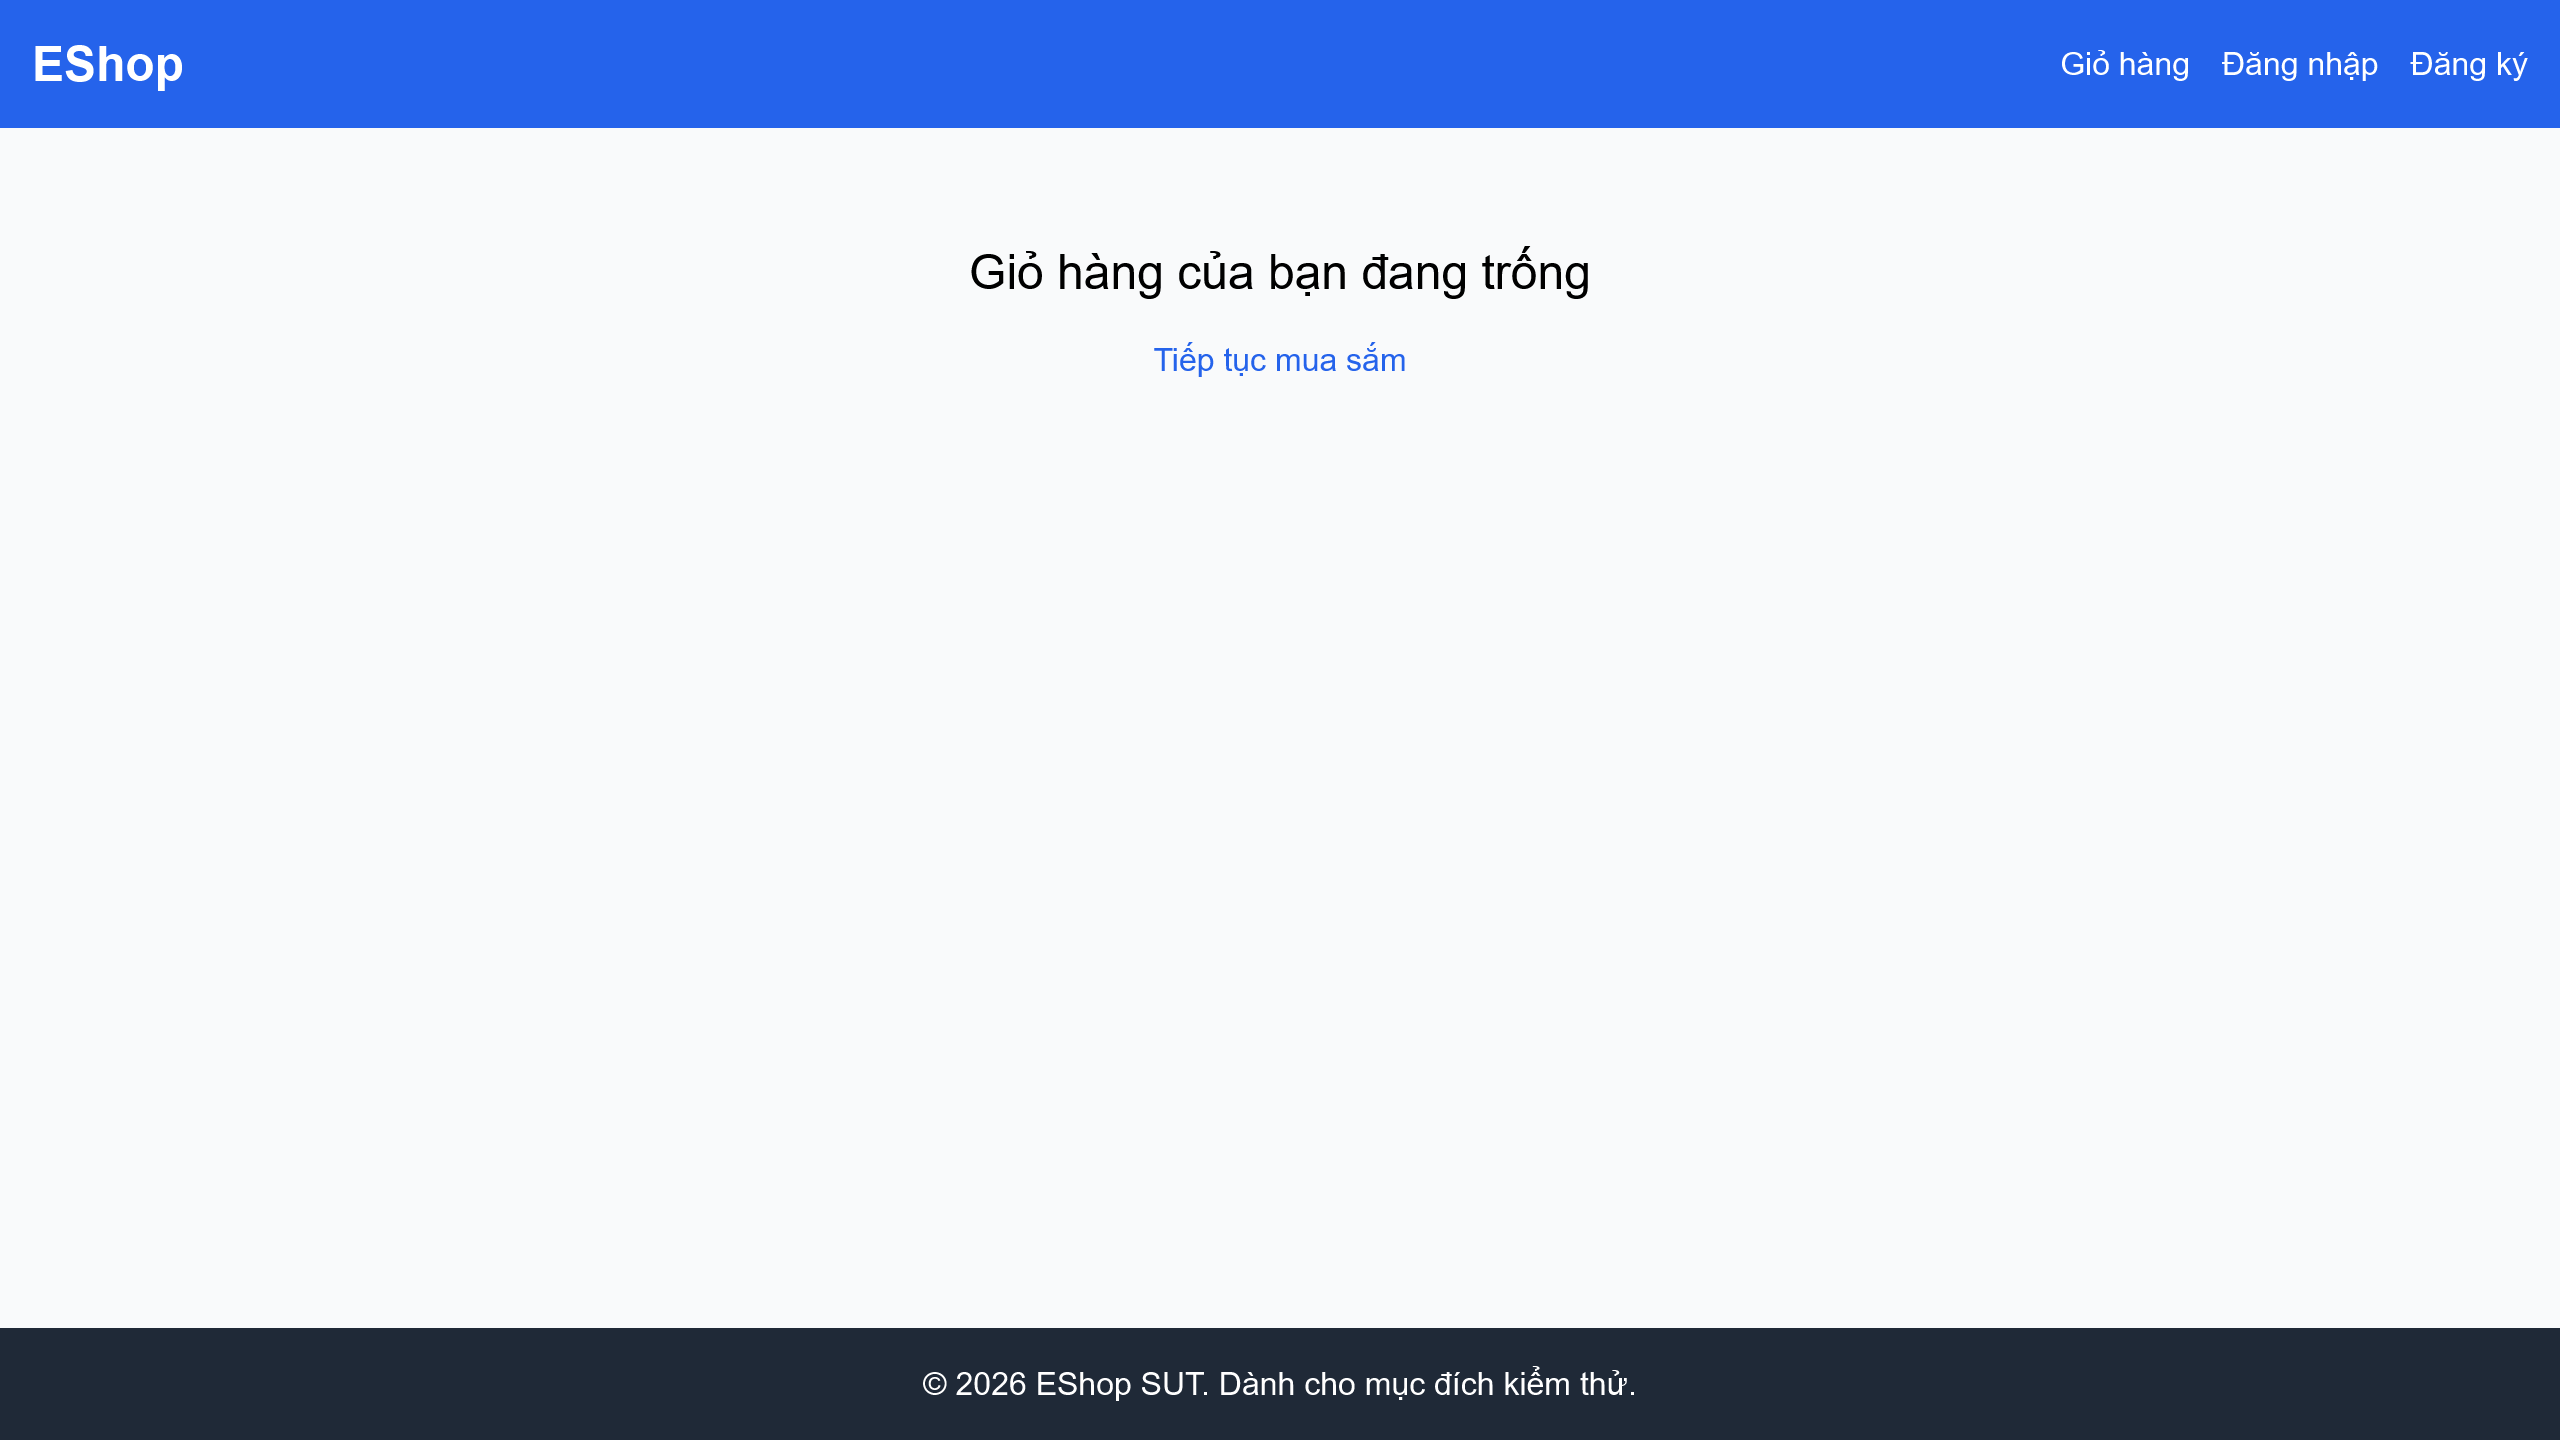 EShop
Giỏ hàng Đăng nhập Đăng ký
Giỏ hàng của bạn đang trống
Tiếp tục mua sắm
© 2026 EShop SUT. Dành cho mục đích kiểm thử.